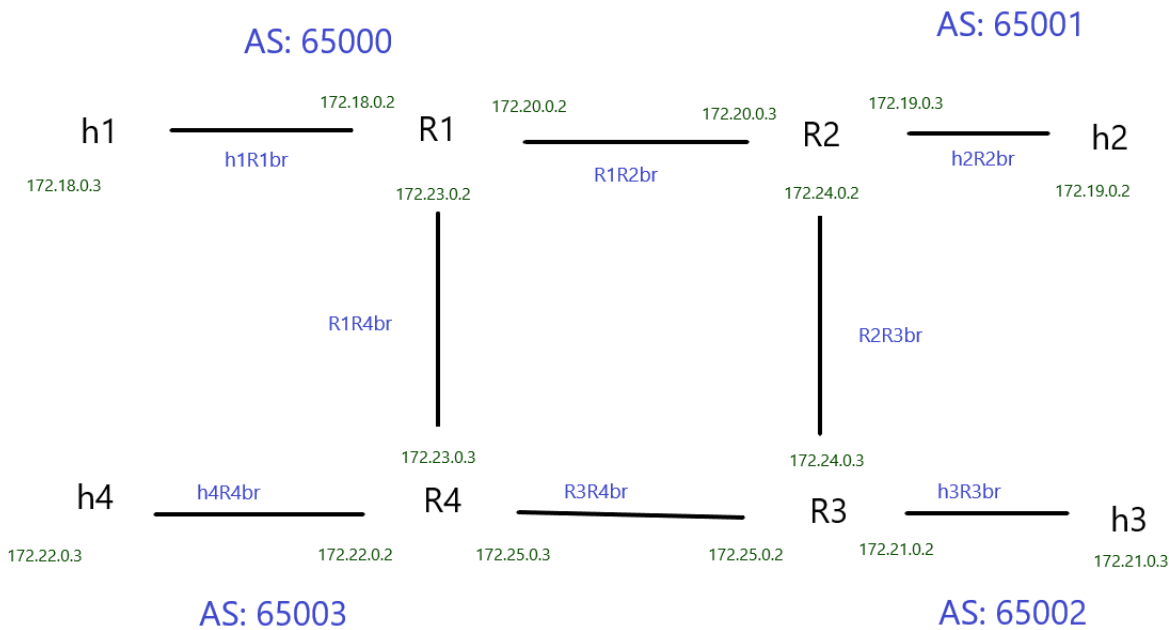 AS: 65000
AS: 65001
172.18.0.2
172.20.0.2
172.20.0.3
172.19.0.3
h1
R1
R2
h2
h1R1br
R1R2br
h2R2br
172.18.0.3
172.23.0.2
172.24.0.2
172.19.0.2
R1R4br
R2R3br
172.23.0.3
172.24.0.3
h4
h4R4br
R4
R3R4br
R3
h3R3br
h3
172.22.0.3
172.22.0.2
172.25.0.3
172.25.0.2
172.21.0.2
172.21.0.3
AS: 65003
AS: 65002